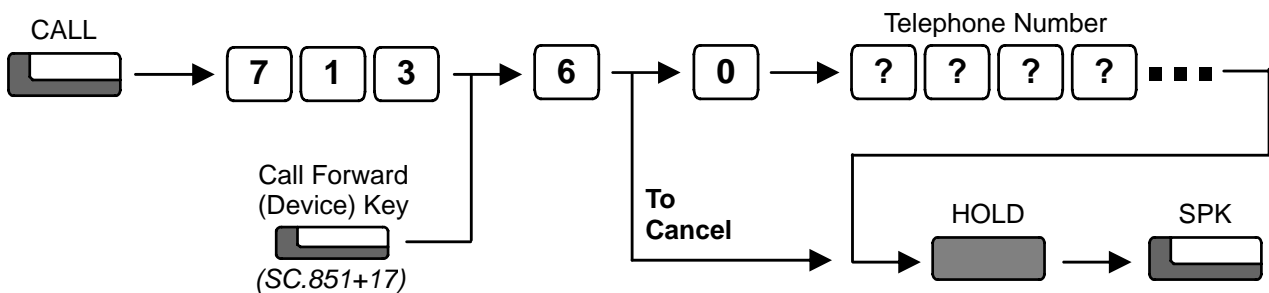 CALL
Telephone Number
7 1 3 6 0 ? ? ? ? ...
Call Forward
(Device) Key
(SC.851+17)
To
Cancel
HOLD
SPK